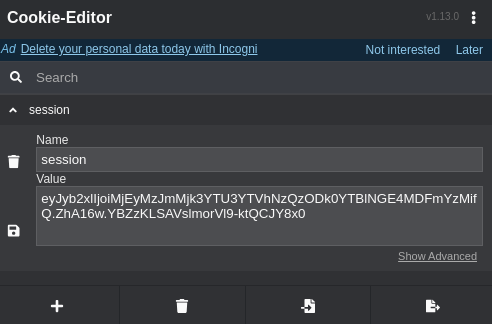 Cookie-Editor
v1.13.0
Ad Delete your personal data today with Incogni Not interested Later
Search
session
Name
session
Value
eyJyb2xlIjoiMjEyMzJmMjk3YTU3YTVhNzQzODk0YTBlNGE4MDFmYzMif
Q.ZhA16w.YBZzKLSAVslmorVl9-ktQCJY8x0
Show Advanced